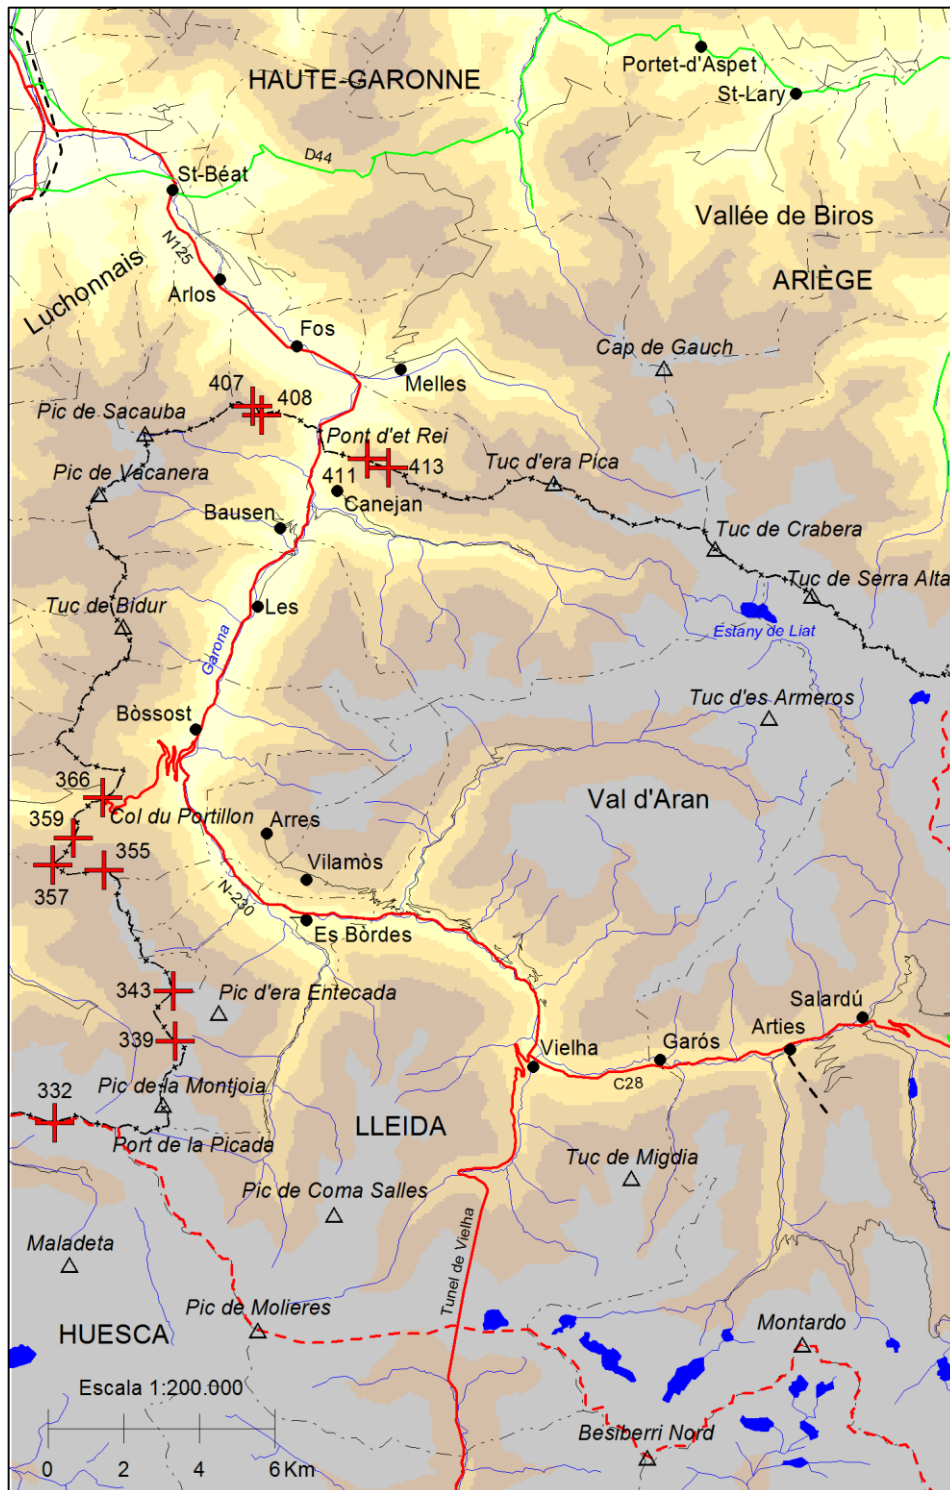 Portet-d'Aspet
HAUTE-GARONNE
St-Lary
D44
St-Béat
Vallée de Biros
N125
Luchonnais
ARIÈGE
Arlos
Fos
Cap de Gauch
Melles
407
408
Pic de Sacauba
Pont d'et Rei
Pic de Vacanera
411
413
Tuc d'era Pica
Canejan
Bausen
Tuc de Crabera
Tuc de Serra Alta
Les
Tuc de Bidur
Garona
Estany de Liat
Tuc d'es Armeros
Bòssost
366
Col du Portillon
Val d'Aran
359
Arres
355
Vilamòs
357
N-230
Es Bòrdes
343
Pic d'era Entecada
Salardú
339
Arties
Garós
Vielha
C28
Pic de la Montjoia
332
LLEIDA
Port de la Picada
Tuc de Migdia
Pic de Coma Salles
Tunel de Vielha
Maladeta
Pic de Molieres
HUESCA
Montardo
Escala 1:200.000
Besiberri Nord
0 2 4 6 Km